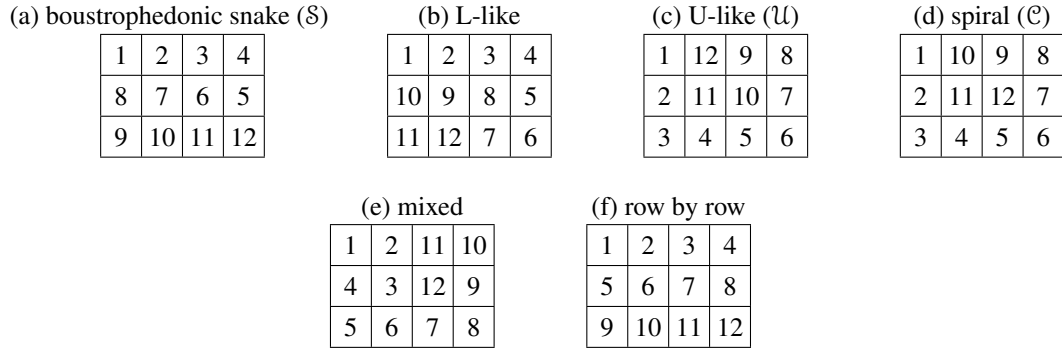 (a) boustrophedonic snake (𝒮) (b) L-like (c) U-like (𝒰) (d) spiral (𝒞)
1 2 3 4 1 2 3 4 1 12 9 8 1 10 9 8
8 7 6 5 10 9 8 5 2 11 10 7 2 11 12 7
9 10 11 12 11 12 7 6 3 4 5 6 3 4 5 6
(e) mixed (f) row by row
1 2 11 10 1 2 3 4
4 3 12 9 5 6 7 8
5 6 7 8 9 10 11 12